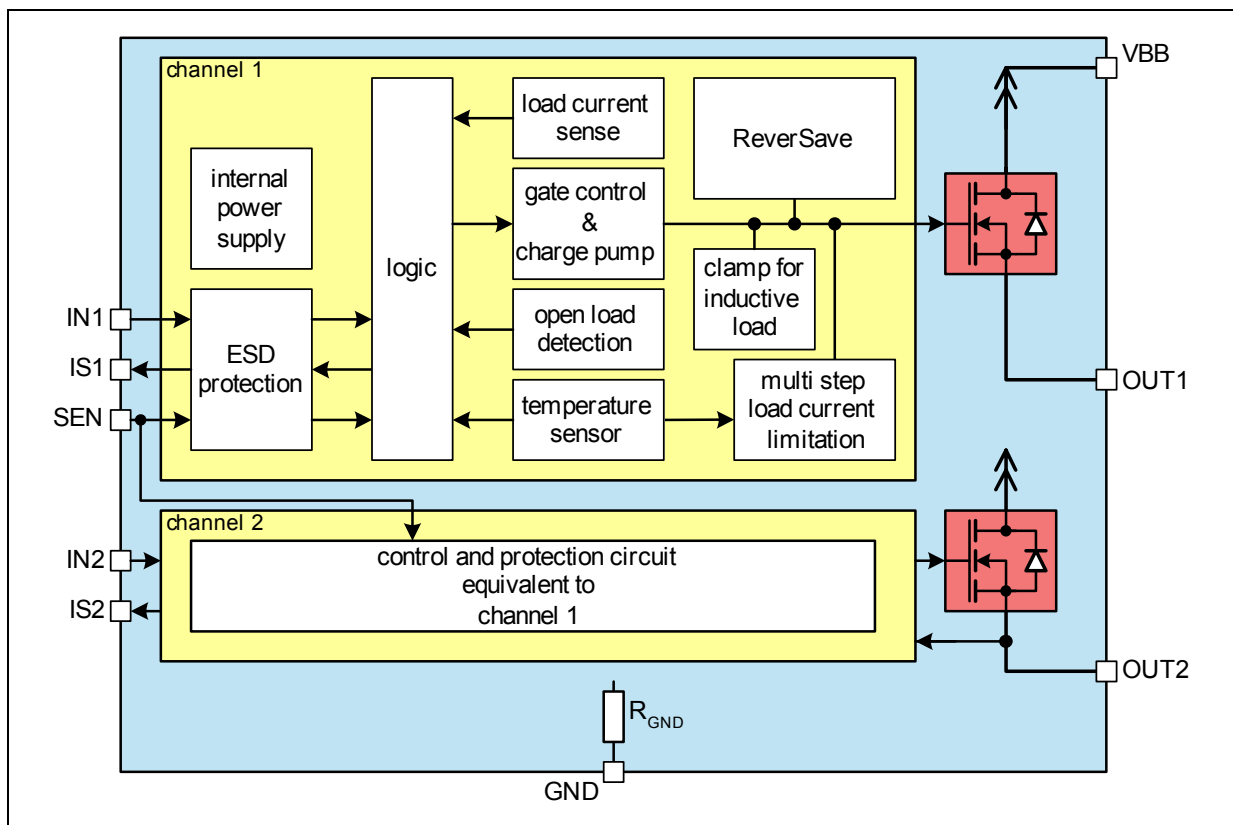 VBB
channel 1
load current
sense
ReverSave
internal
power
supply
gate control
&
charge pump
logic
clamp for
inductive
load
IN1
open load
detection
IS1
ESD
protection
OUT1
multi step
load current
limitation
SEN
temperature
sensor
channel 2
IN2
control and protection circuit
equivalent to
channel 1
IS2
OUT2
RGND
GND